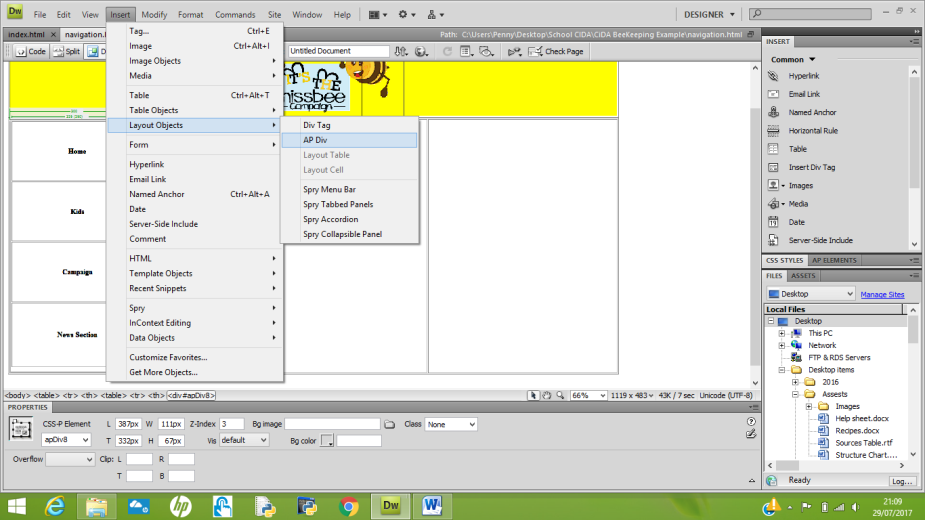 Dw File Edit View Insert Modify Format Commands Site Window Help DESIGNER
index.html navigation. Path: C:\Users\Penny\Desktop\School CIDA\CiDA BeeKeeping Example\navigation.html
Code Split D Untitled Document Check Page
Tag... Ctrl+E
Image Ctrl+Alt+I
Image Objects
Media
Table Ctrl+Alt+T
Table Objects
Layout Objects
Form
Hyperlink
Email Link
Named Anchor Ctrl+Alt+A
Date
Server-Side Include
Comment
HTML
Template Objects
Recent Snippets
Spry
InContext Editing
Data Objects
Customize Favorites...
Get More Objects...
Div Tag
AP Div
Layout Table
Layout Cell
Spry Menu Bar
Spry Tabbed Panels
Spry Accordion
Spry Collapsible Panel
IT'S THE
missbee
campaign
Home
Kids
Campaign
News Section
INSERT
Common
Hyperlink
Email Link
Named Anchor
Horizontal Rule
Table
Insert Div Tag
Images
Media
Date
Server-Side Include
CSS STYLES AP ELEMENTS
FILES ASSETS
Desktop Manage Sites
Local Files
Desktop
This PC
Network
FTP & RDS Servers
Desktop items
2016
Assests
Images
Help sheet.docx
Recipes.docx
Sources Table.rtf
Structure Chart....
Ready Log...
<body> <table> <tr> <th> <table> <tr> <th> <div#apDiv8> 66% 1119 x 483 43K / 7 sec Unicode (UTF-8)
PROPERTIES
CSS-P Element L 387px W 111px Z-Index 3 Bg image Class None
apDiv8 T 332px H 67px Vis default Bg color
Overflow Clip: L R
T B
21:09
29/07/2017